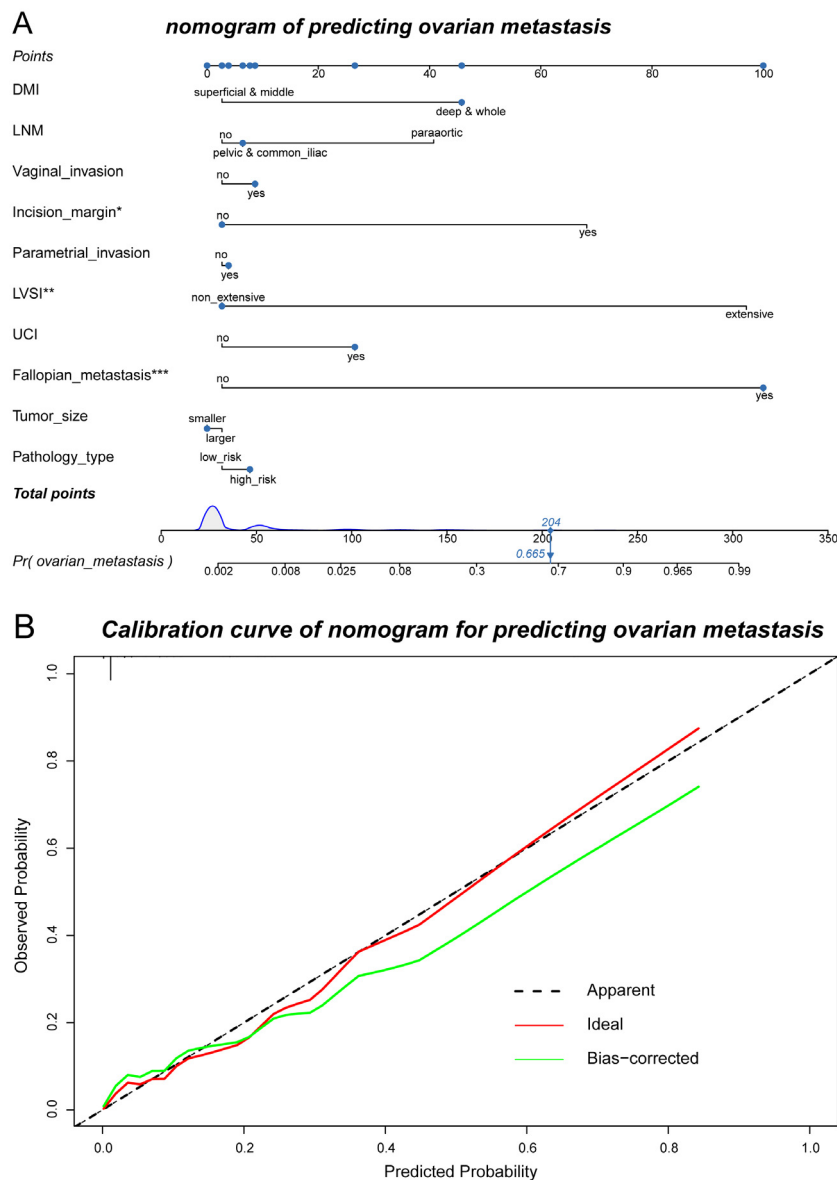 A
nomogram of predicting ovarian metastasis
Points
0 20 40 60 80 100
DMI
superficial & middle
deep & whole
LNM
no paraaortic
pelvic & common_iliac
Vaginal_invasion
no
yes
Incision_margin*
no
yes
Parametrial_invasion
no
yes
LVSI**
non_extensive
extensive
UCI
no
yes
Fallopian_metastasis***
no
yes
Tumor_size
smaller
larger
Pathology_type
low_risk
high_risk
Total points
204
0 50 100 150 200 250 300 350
0.665
Pr( ovarian_metastasis )
0.002 0.008 0.025 0.08 0.3 0.7 0.9 0.965 0.99
B
Calibration curve of nomogram for predicting ovarian metastasis
1.0
0.8
0.6
0.4
0.2
0.0
Observed Probability
Apparent
Ideal
Bias-corrected
0.0 0.2 0.4 0.6 0.8 1.0
Predicted Probability